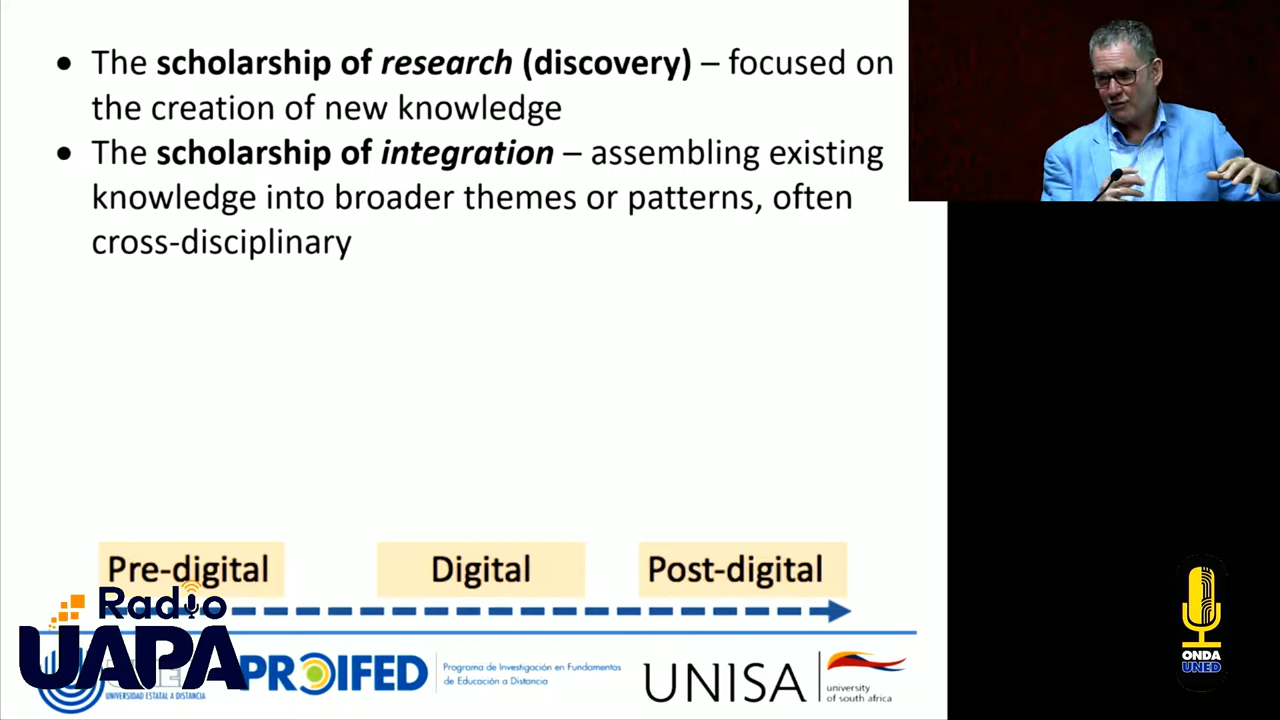 • The scholarship of research (discovery) – focused on
the creation of new knowledge
• The scholarship of integration – assembling existing
knowledge into broader themes or patterns, often
cross-disciplinary
Pre-digital
Digital
Post-digital
Radio
UAPA
UNIVERSIDAD ESTATAL A DISTANCIA
PROIFED
Programa de Investigación en Fundamentos
de Educación a Distancia
UNISA
university
of south africa
ONDA
UNED